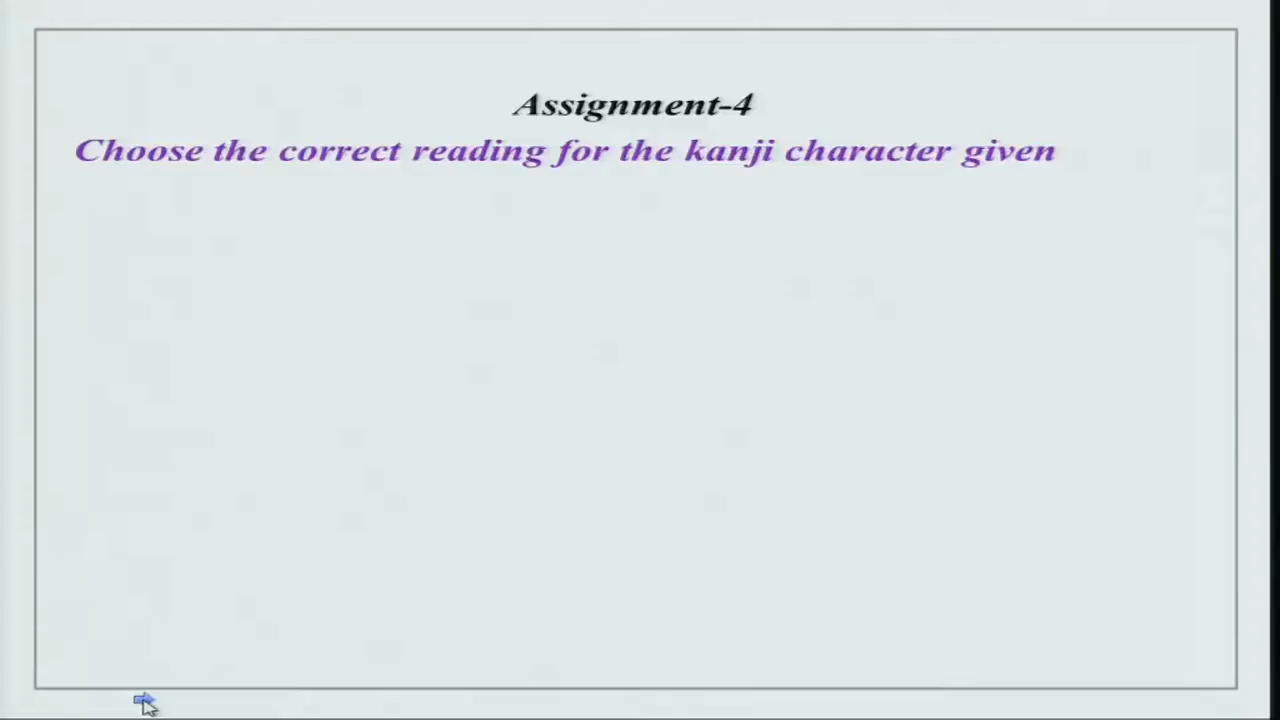 Assignment-4
Choose the correct reading for the kanji character given